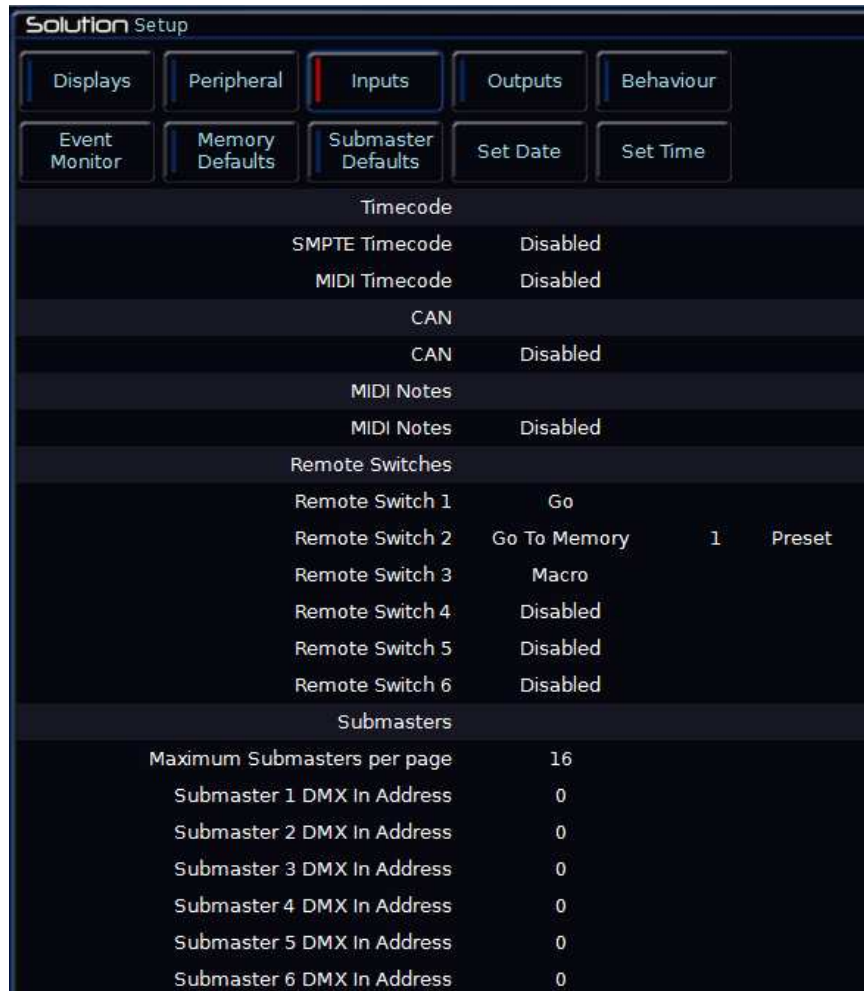 Solution Setup
Displays Peripheral Inputs Outputs Behaviour
Event Monitor Memory Defaults Submaster Defaults Set Date Set Time
Timecode
SMPTE Timecode Disabled
MIDI Timecode Disabled
CAN
CAN Disabled
MIDI Notes
MIDI Notes Disabled
Remote Switches
Remote Switch 1 Go
Remote Switch 2 Go To Memory 1 Preset
Remote Switch 3 Macro
Remote Switch 4 Disabled
Remote Switch 5 Disabled
Remote Switch 6 Disabled
Submasters
Maximum Submasters per page 16
Submaster 1 DMX In Address 0
Submaster 2 DMX In Address 0
Submaster 3 DMX In Address 0
Submaster 4 DMX In Address 0
Submaster 5 DMX In Address 0
Submaster 6 DMX In Address 0